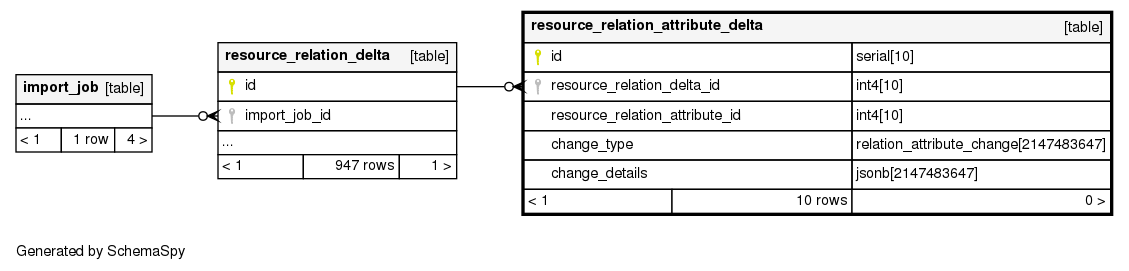 resource_relation_attribute_delta [table]
id serial[10]
resource_relation_delta_id int4[10]
resource_relation_attribute_id int4[10]
change_type relation_attribute_change[2147483647]
change_details jsonb[2147483647]
< 1 10 rows 0 >
resource_relation_delta [table]
id
import_job_id
...
< 1 947 rows 1 >
import_job [table]
...
< 1 1 row 4 >
Generated by SchemaSpy